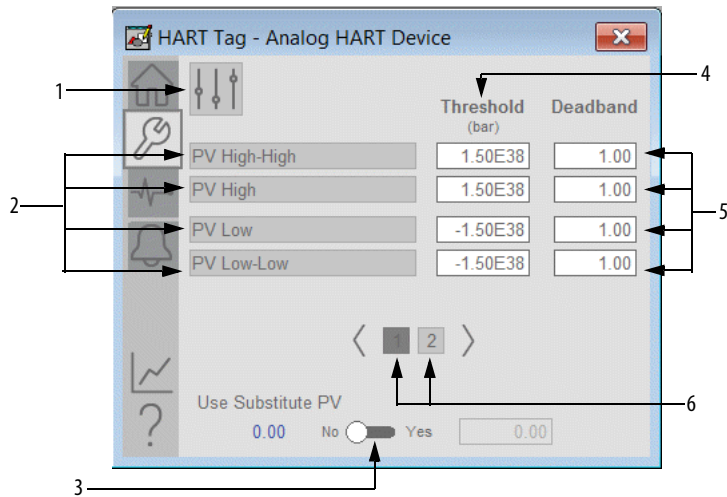 HART Tag - Analog HART Device
1
4
Threshold Deadband
(bar)
PV High-High 1.50E38 1.00
2
PV High 1.50E38 1.00
5
PV Low -1.50E38 1.00
PV Low-Low -1.50E38 1.00
1 2
6
Use Substitute PV
?
0.00 No Yes 0.00
3